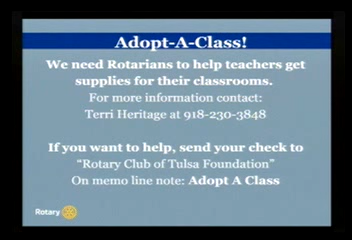 Adopt-A-Class!
We need Rotarians to help teachers get
supplies for their classrooms.
For more information contact:
Terri Heritage at 918-230-3848
If you want to help, send your check to
“Rotary Club of Tulsa Foundation”
On memo line note: Adopt A Class
Rotary